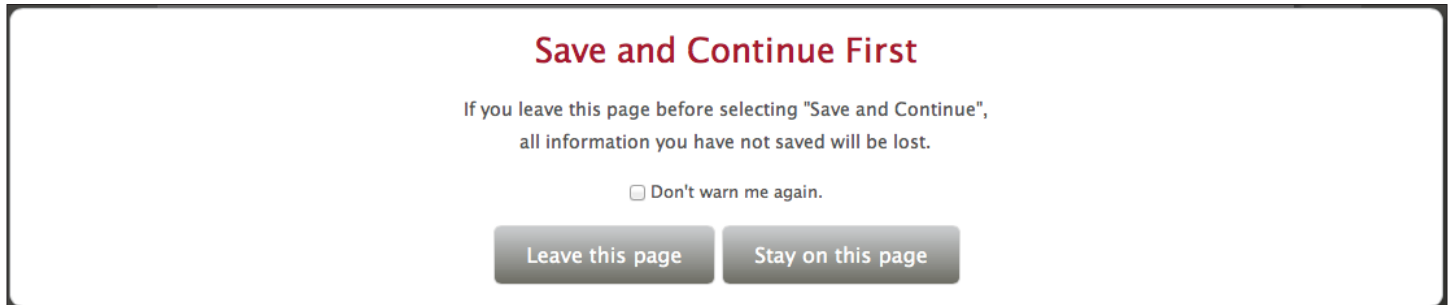 Save and Continue First
If you leave this page before selecting "Save and Continue",
all information you have not saved will be lost.
Don't warn me again.
Leave this page
Stay on this page